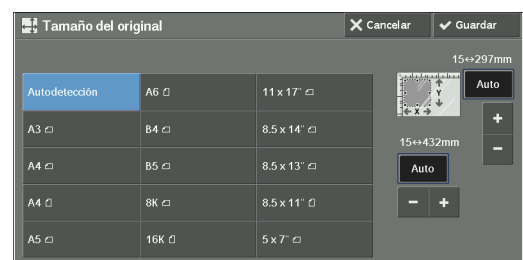 Tamaño del original
Cancelar
Guardar
15↔297mm
Autodetección
A6
11 x 17"
Auto
Y
X
A3
B4
8.5 x 14"
+
15↔432mm
−
A4
B5
8.5 x 13"
Auto
A4
8K
8.5 x 11"
− +
A5
16K
5 x 7"